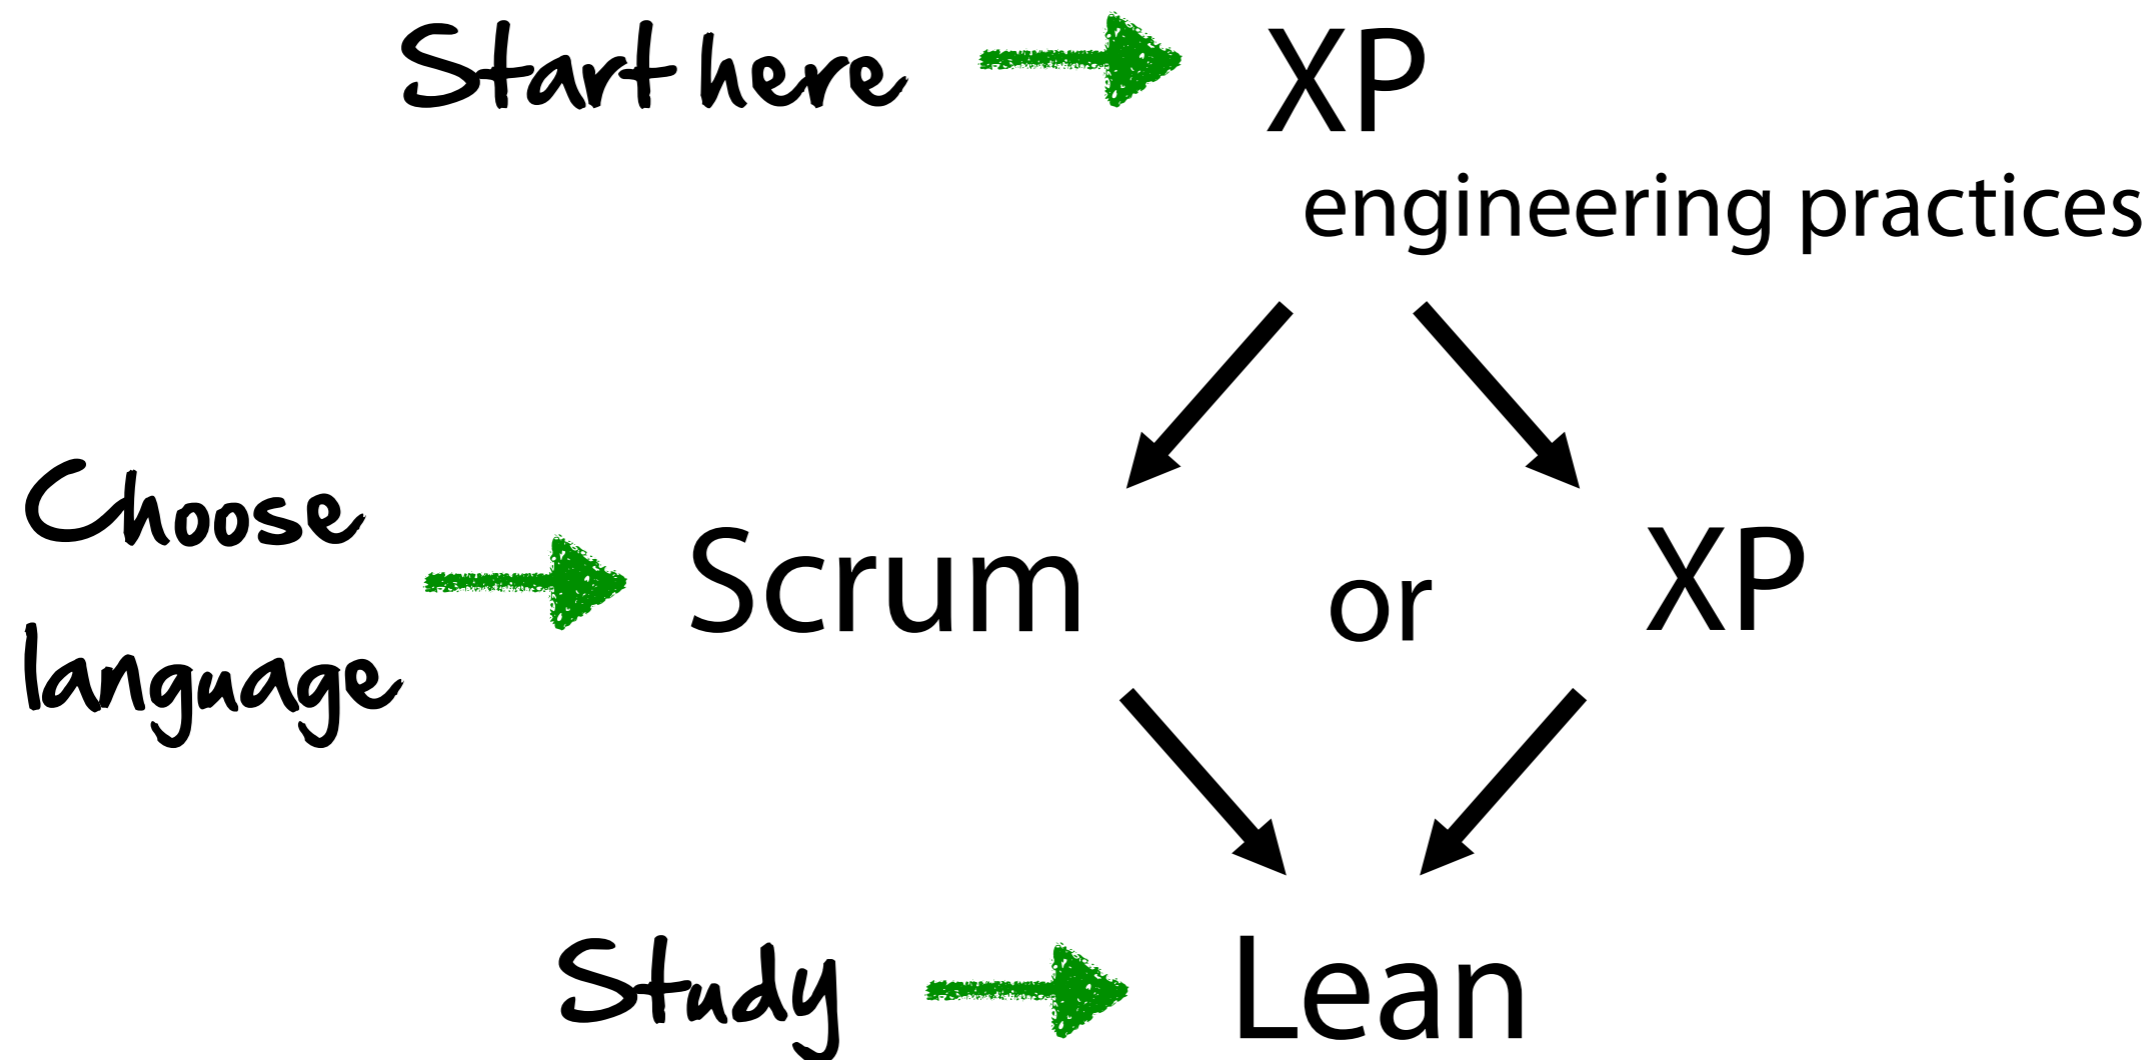 Start here XP
engineering practices
Choose
language
Scrum or XP
Study Lean